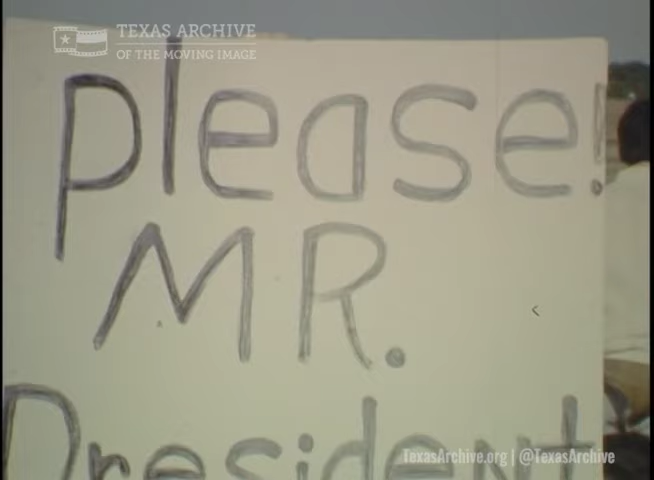 TEXAS ARCHIVE
OF THE MOVING IMAGE
please!
MR.
President
TexasArchive.org | @TexasArchive